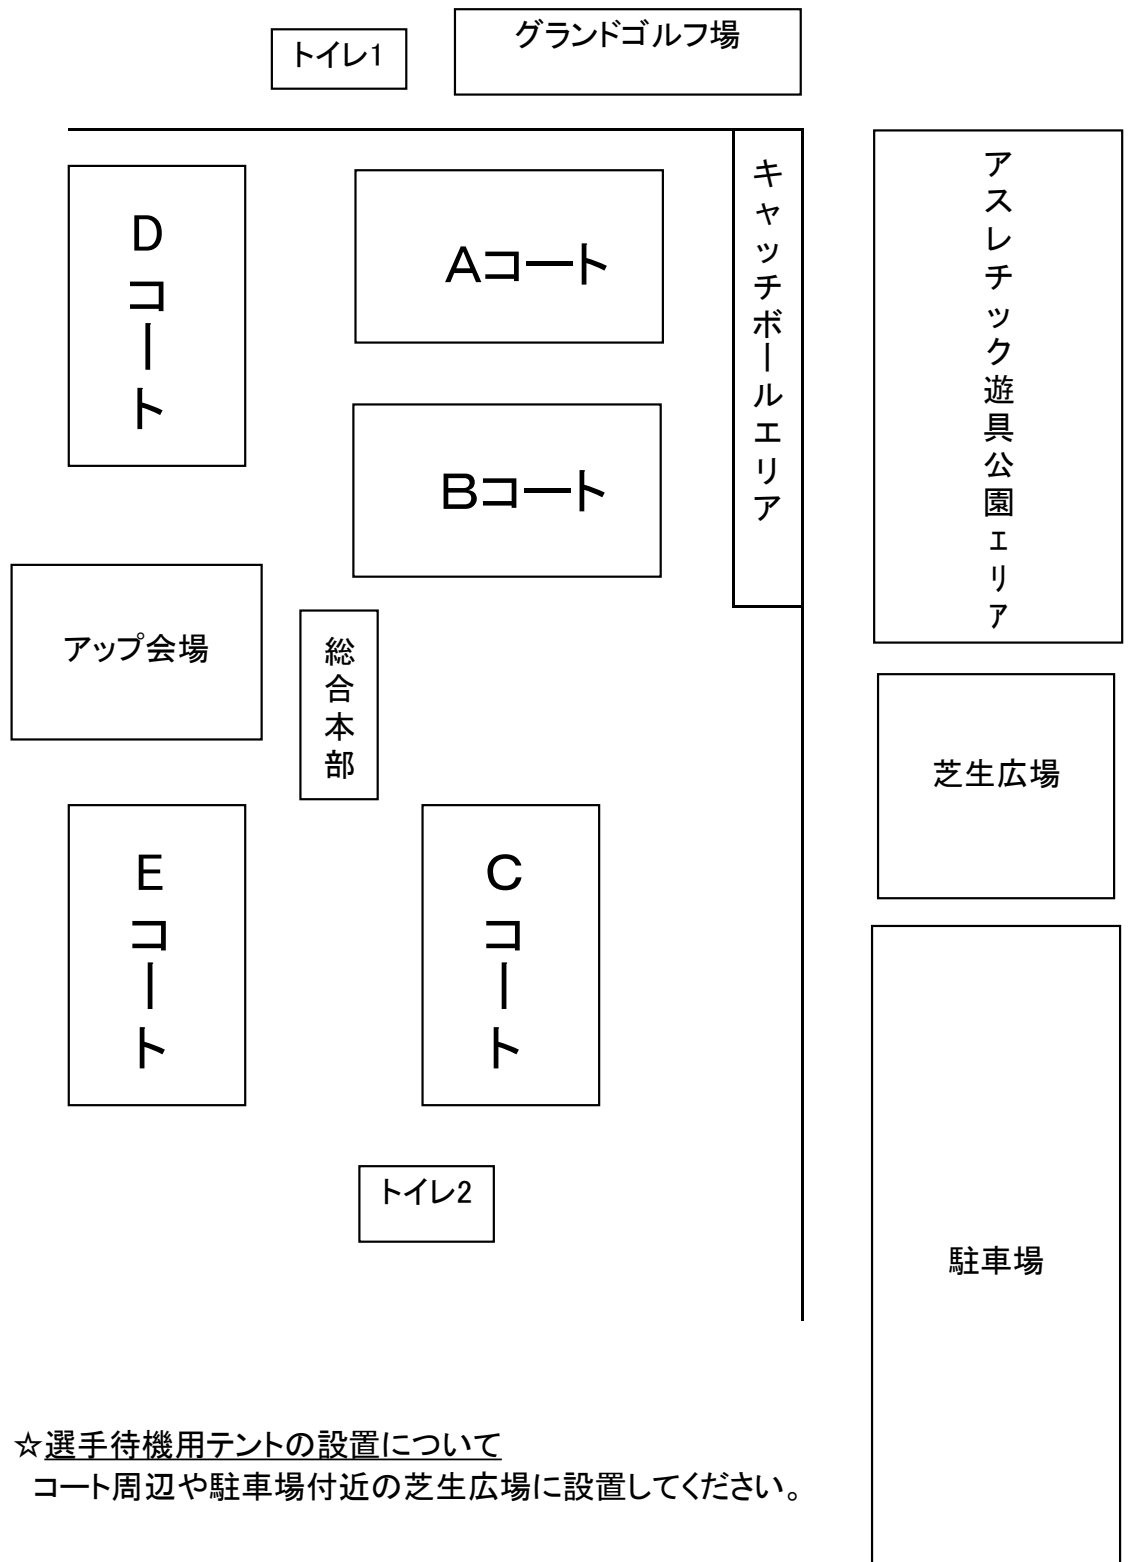 トイレ1
グランドゴルフ場
Dコート
Aコート
キャッチボールエリア
アスレチック遊具公園エリア
Bコート
アップ会場
総合本部
芝生広場
Eコート
Cコート
トイレ2
駐車場
☆選手待機用テントの設置について
コート周辺や駐車場付近の芝生広場に設置してください。